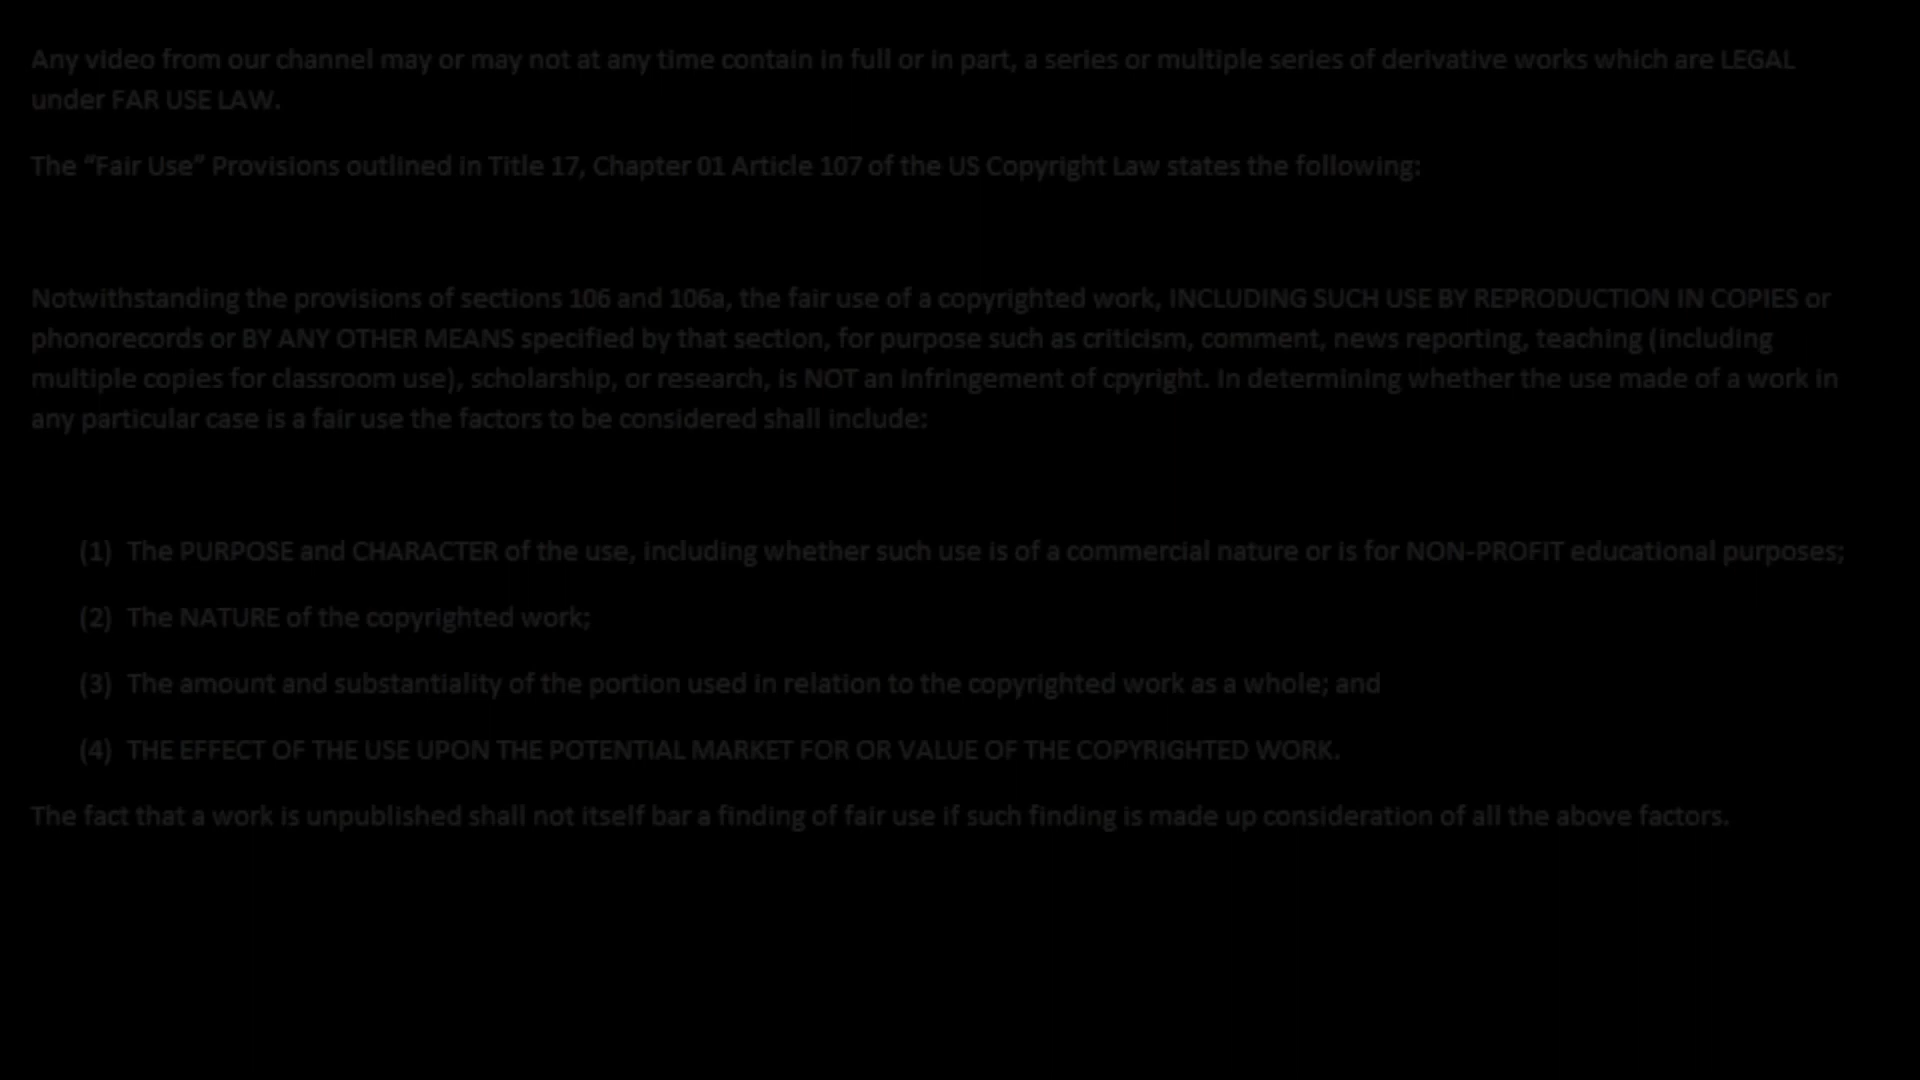 Any video from our channel may or may not at any time contain in full or in part, a series or multiple series of derivative works which are LEGAL
under FAR USE LAW.
The “Fair Use” Provisions outlined in Title 17, Chapter 01 Article 107 of the US Copyright Law states the following:
Notwithstanding the provisions of sections 106 and 106a, the fair use of a copyrighted work, INCLUDING SUCH USE BY REPRODUCTION IN COPIES or
phonorecords or BY ANY OTHER MEANS specified by that section, for purpose such as criticism, comment, news reporting, teaching (including
multiple copies for classroom use), scholarship, or research, is NOT an infringement of cpyright. In determining whether the use made of a work in
any particular case is a fair use the factors to be considered shall include:
(1) The PURPOSE and CHARACTER of the use, including whether such use is of a commercial nature or is for NON-PROFIT educational purposes;
(2) The NATURE of the copyrighted work;
(3) The amount and substantiality of the portion used in relation to the copyrighted work as a whole; and
(4) THE EFFECT OF THE USE UPON THE POTENTIAL MARKET FOR OR VALUE OF THE COPYRIGHTED WORK.
The fact that a work is unpublished shall not itself bar a finding of fair use if such finding is made up consideration of all the above factors.